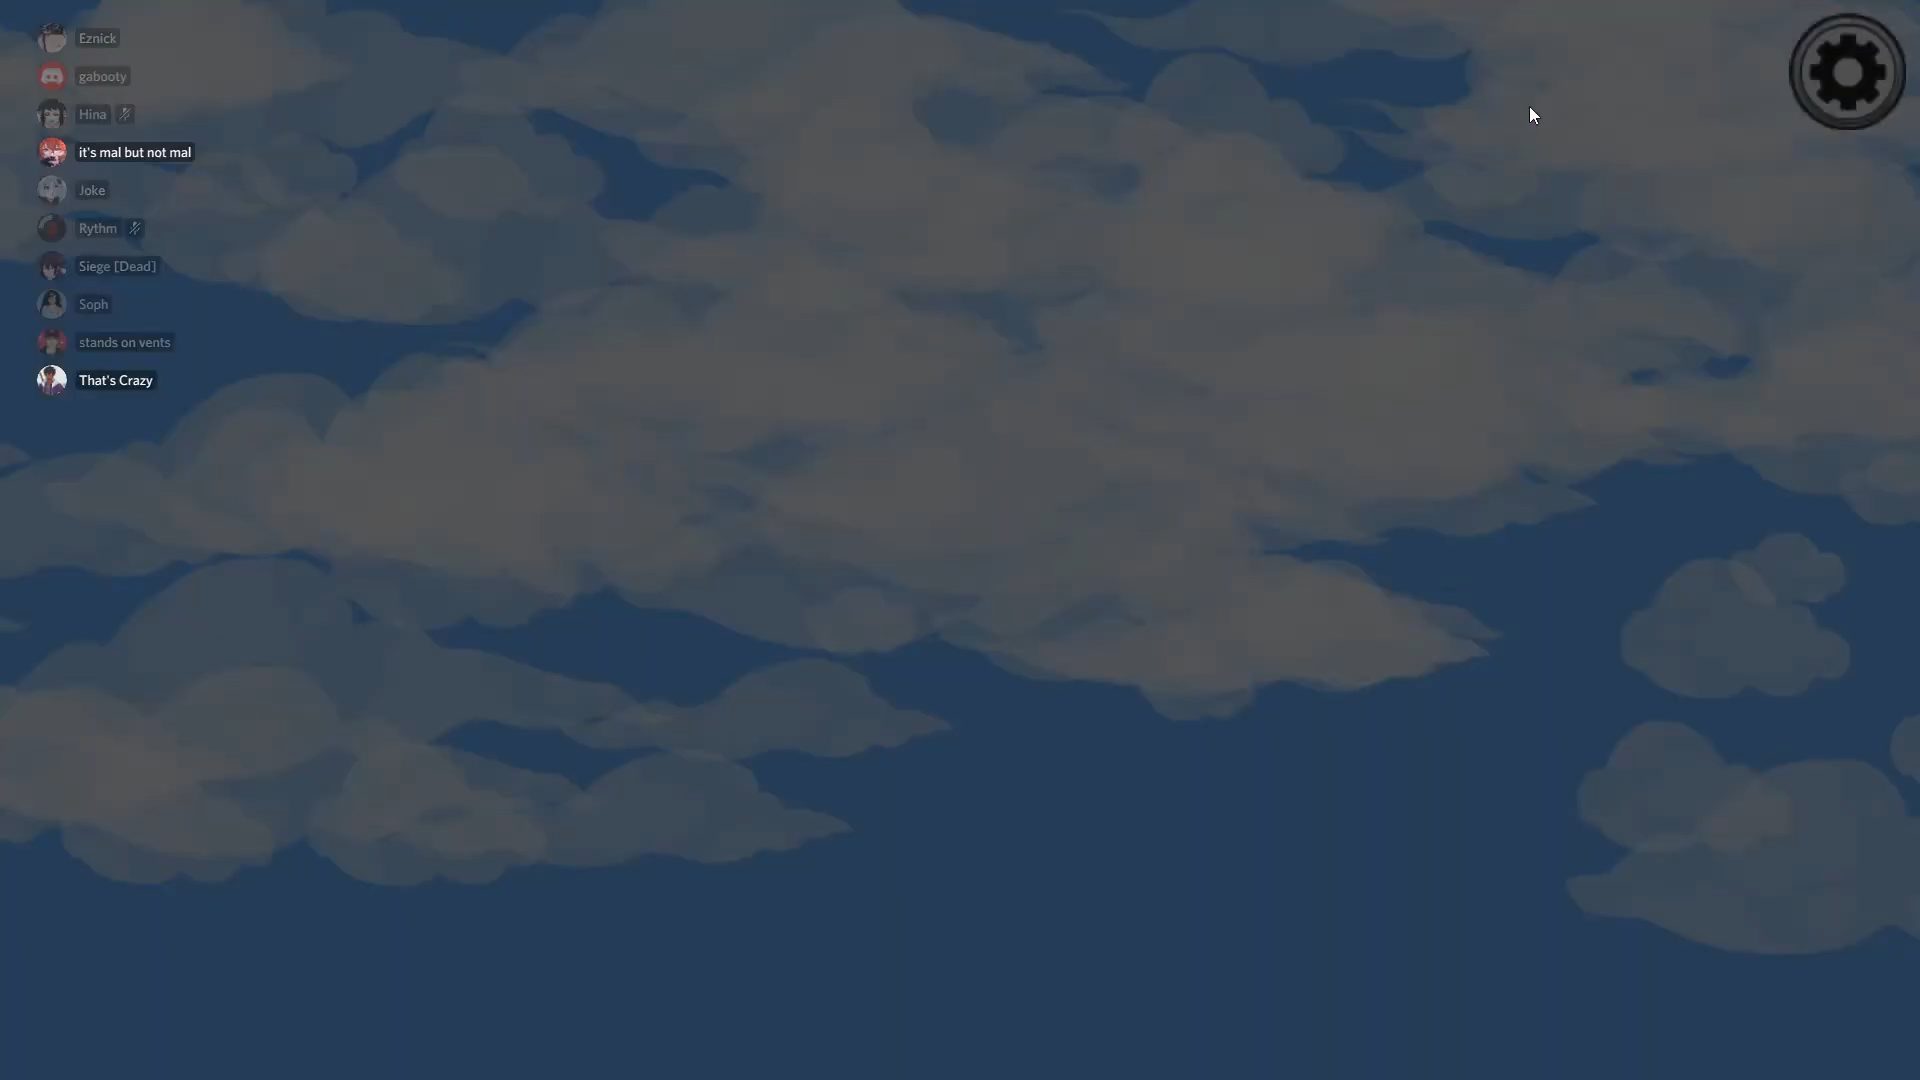 Eznick
gabooty
Hina
it's mal but not mal
Joke
Rythm
Siege [Dead]
Soph
stands on vents
That's Crazy